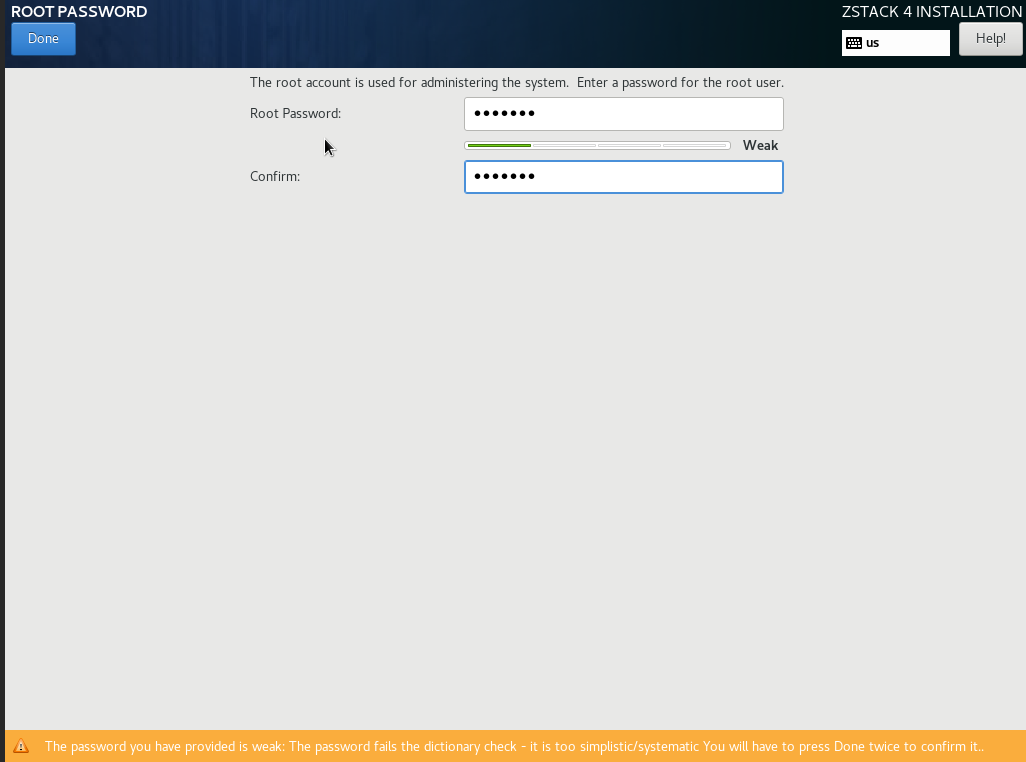 ROOT PASSWORD
ZSTACK 4 INSTALLATION
Done
us
Help!
The root account is used for administering the system.  Enter a password for the root user.
Root Password:
•••••••
Weak
Confirm:
•••••••
The password you have provided is weak: The password fails the dictionary check - it is too simplistic/systematic You will have to press Done twice to confirm it..